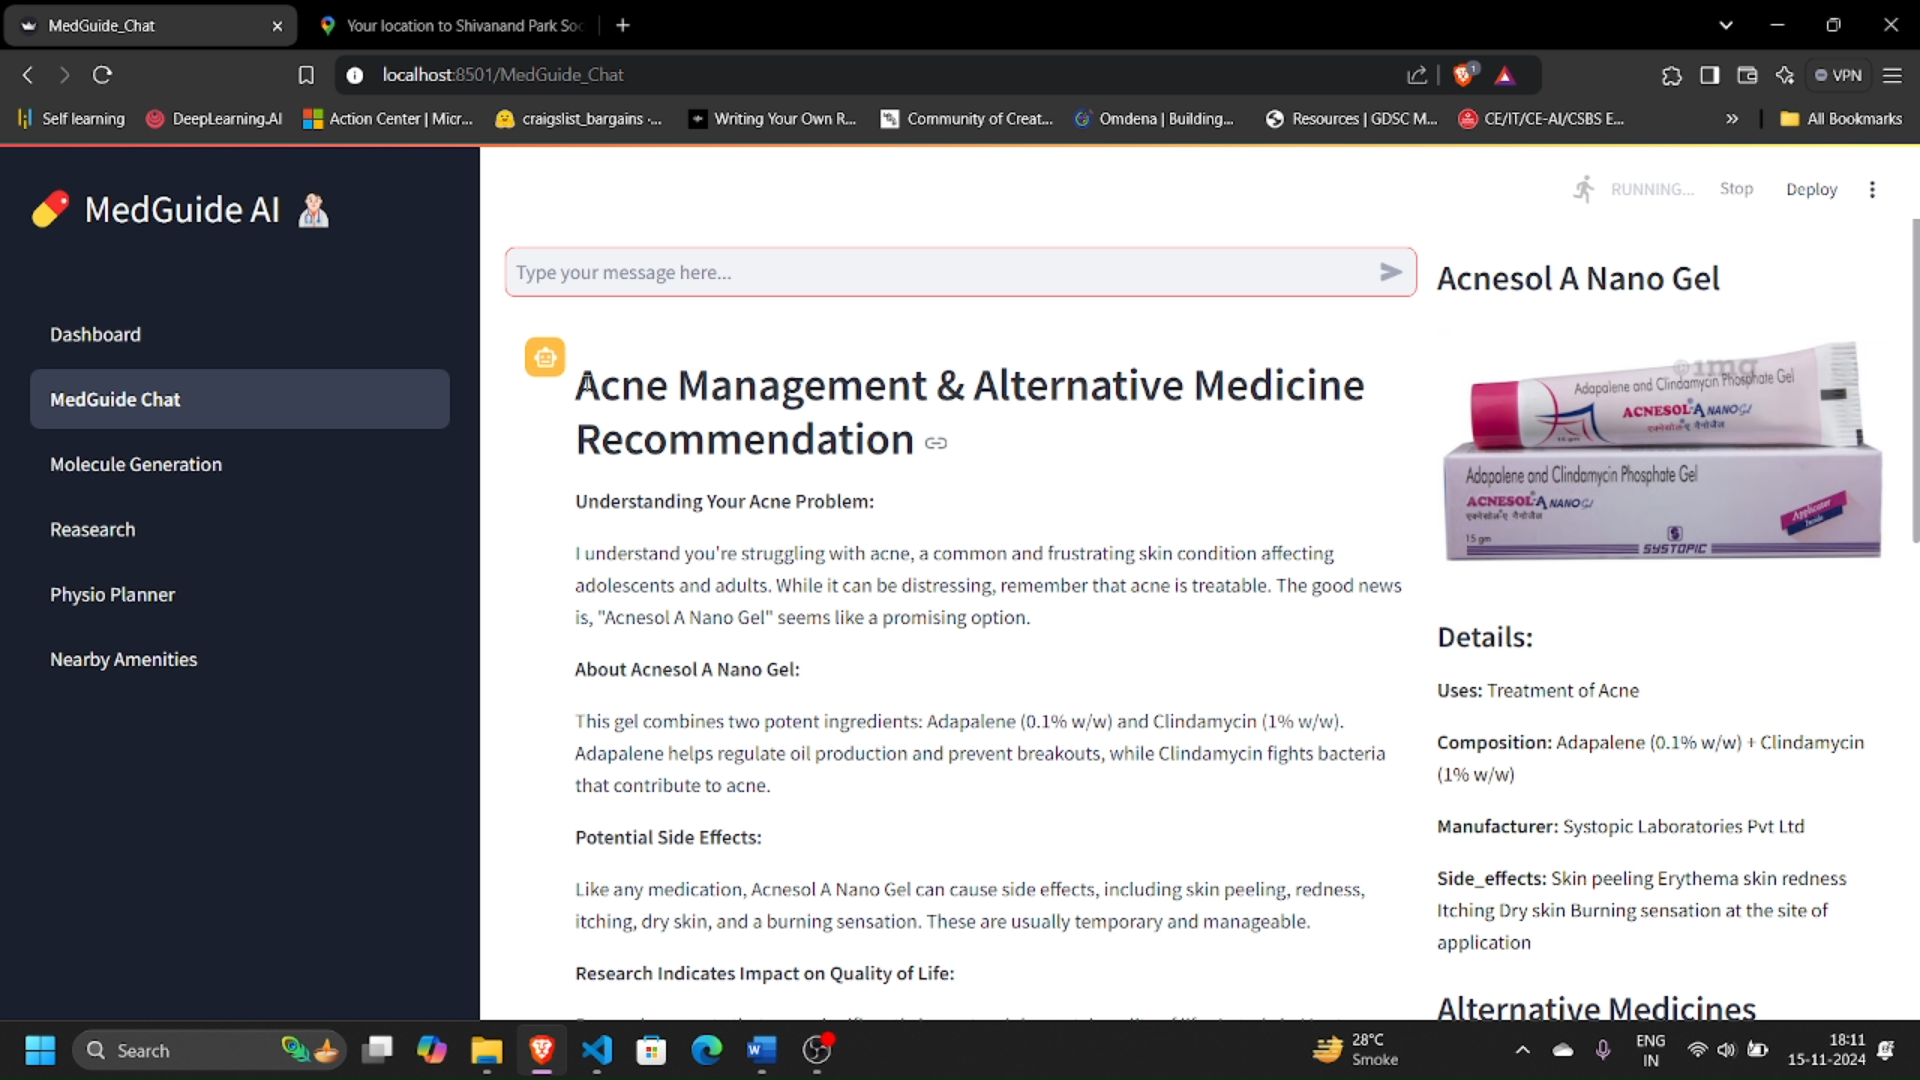 MedGuide_Chat
Your location to Shivanand Park Soc
localhost:8501/MedGuide_Chat
VPN
Self learning
DeepLearning.AI
Action Center | Micr...
craigslist_bargains ·...
Writing Your Own R...
Community of Creat...
Omdena | Building...
Resources | GDSC M...
CE/IT/CE-AI/CSBS E...
All Bookmarks
MedGuide AI
Dashboard
MedGuide Chat
Molecule Generation
Reasearch
Physio Planner
Nearby Amenities
RUNNING...
Stop
Deploy
Type your message here...
Acne Management & Alternative Medicine
Recommendation
Understanding Your Acne Problem:
I understand you're struggling with acne, a common and frustrating skin condition affecting
adolescents and adults. While it can be distressing, remember that acne is treatable. The good news
is, "Acnesol A Nano Gel" seems like a promising option.
About Acnesol A Nano Gel:
This gel combines two potent ingredients: Adapalene (0.1% w/w) and Clindamycin (1% w/w).
Adapalene helps regulate oil production and prevent breakouts, while Clindamycin fights bacteria
that contribute to acne.
Potential Side Effects:
Like any medication, Acnesol A Nano Gel can cause side effects, including skin peeling, redness,
itching, dry skin, and a burning sensation. These are usually temporary and manageable.
Research Indicates Impact on Quality of Life:
Acnesol A Nano Gel
1mg
Adapalene and Clindamycin Phosphate Gel
ACNESOL-A NANO Gel
एक्नेसोल-ए नैनोजैल
15 gm
Adapalene and Clindamycin Phosphate Gel
ACNESOL-A NANO Gel
एक्नेसोल-ए नैनोजैल
Applicator
Inside
15 gm
SYSTOPIC
Details:
Uses: Treatment of Acne
Composition: Adapalene (0.1% w/w) + Clindamycin
(1% w/w)
Manufacturer: Systopic Laboratories Pvt Ltd
Side_effects: Skin peeling Erythema skin redness
Itching Dry skin Burning sensation at the site of
application
Alternative Medicines
Search
28°C
Smoke
ENG
IN
18:11
15-11-2024